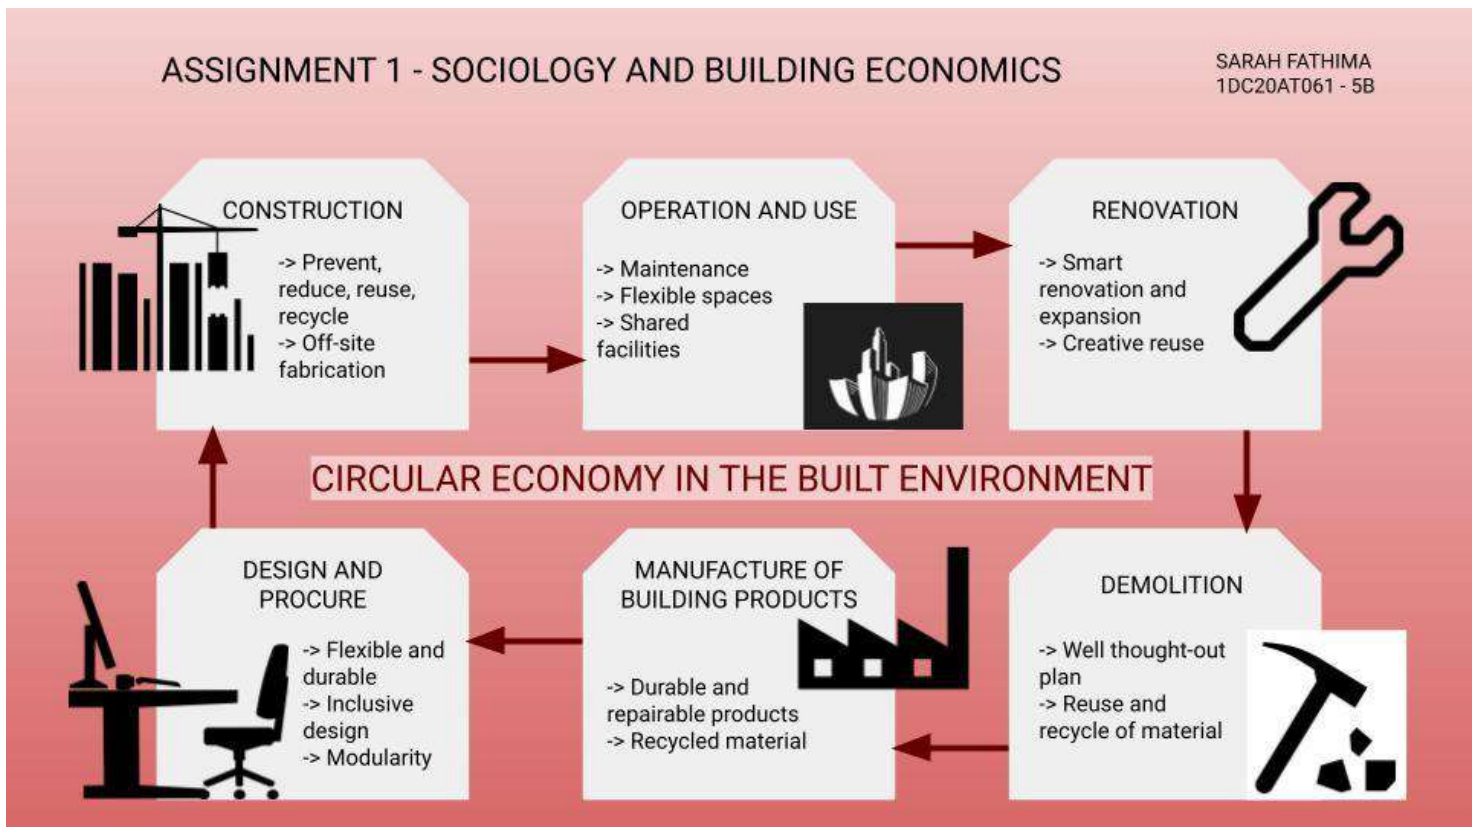 ASSIGNMENT 1 - SOCIOLOGY AND BUILDING ECONOMICS
SARAH FATHIMA
1DC20AT061 - 5B
CONSTRUCTION
-> Prevent,
reduce, reuse,
recycle
-> Off-site
fabrication
OPERATION AND USE
-> Maintenance
-> Flexible spaces
-> Shared
facilities
RENOVATION
-> Smart
renovation and
expansion
-> Creative reuse
CIRCULAR ECONOMY IN THE BUILT ENVIRONMENT
DESIGN AND
PROCURE
-> Flexible and
durable
-> Inclusive
design
-> Modularity
MANUFACTURE OF
BUILDING PRODUCTS
-> Durable and
repairable products
-> Recycled material
DEMOLITION
-> Well thought-out
plan
-> Reuse and
recycle of material